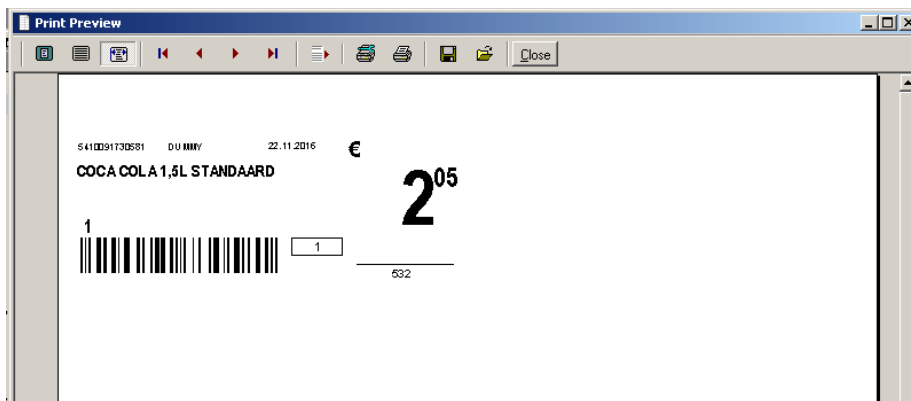 Print Preview
Close
5410091730581 DUMMY 22.11.2016 €
COCA COLA 1,5L STANDAARD
2 05
1
1
532